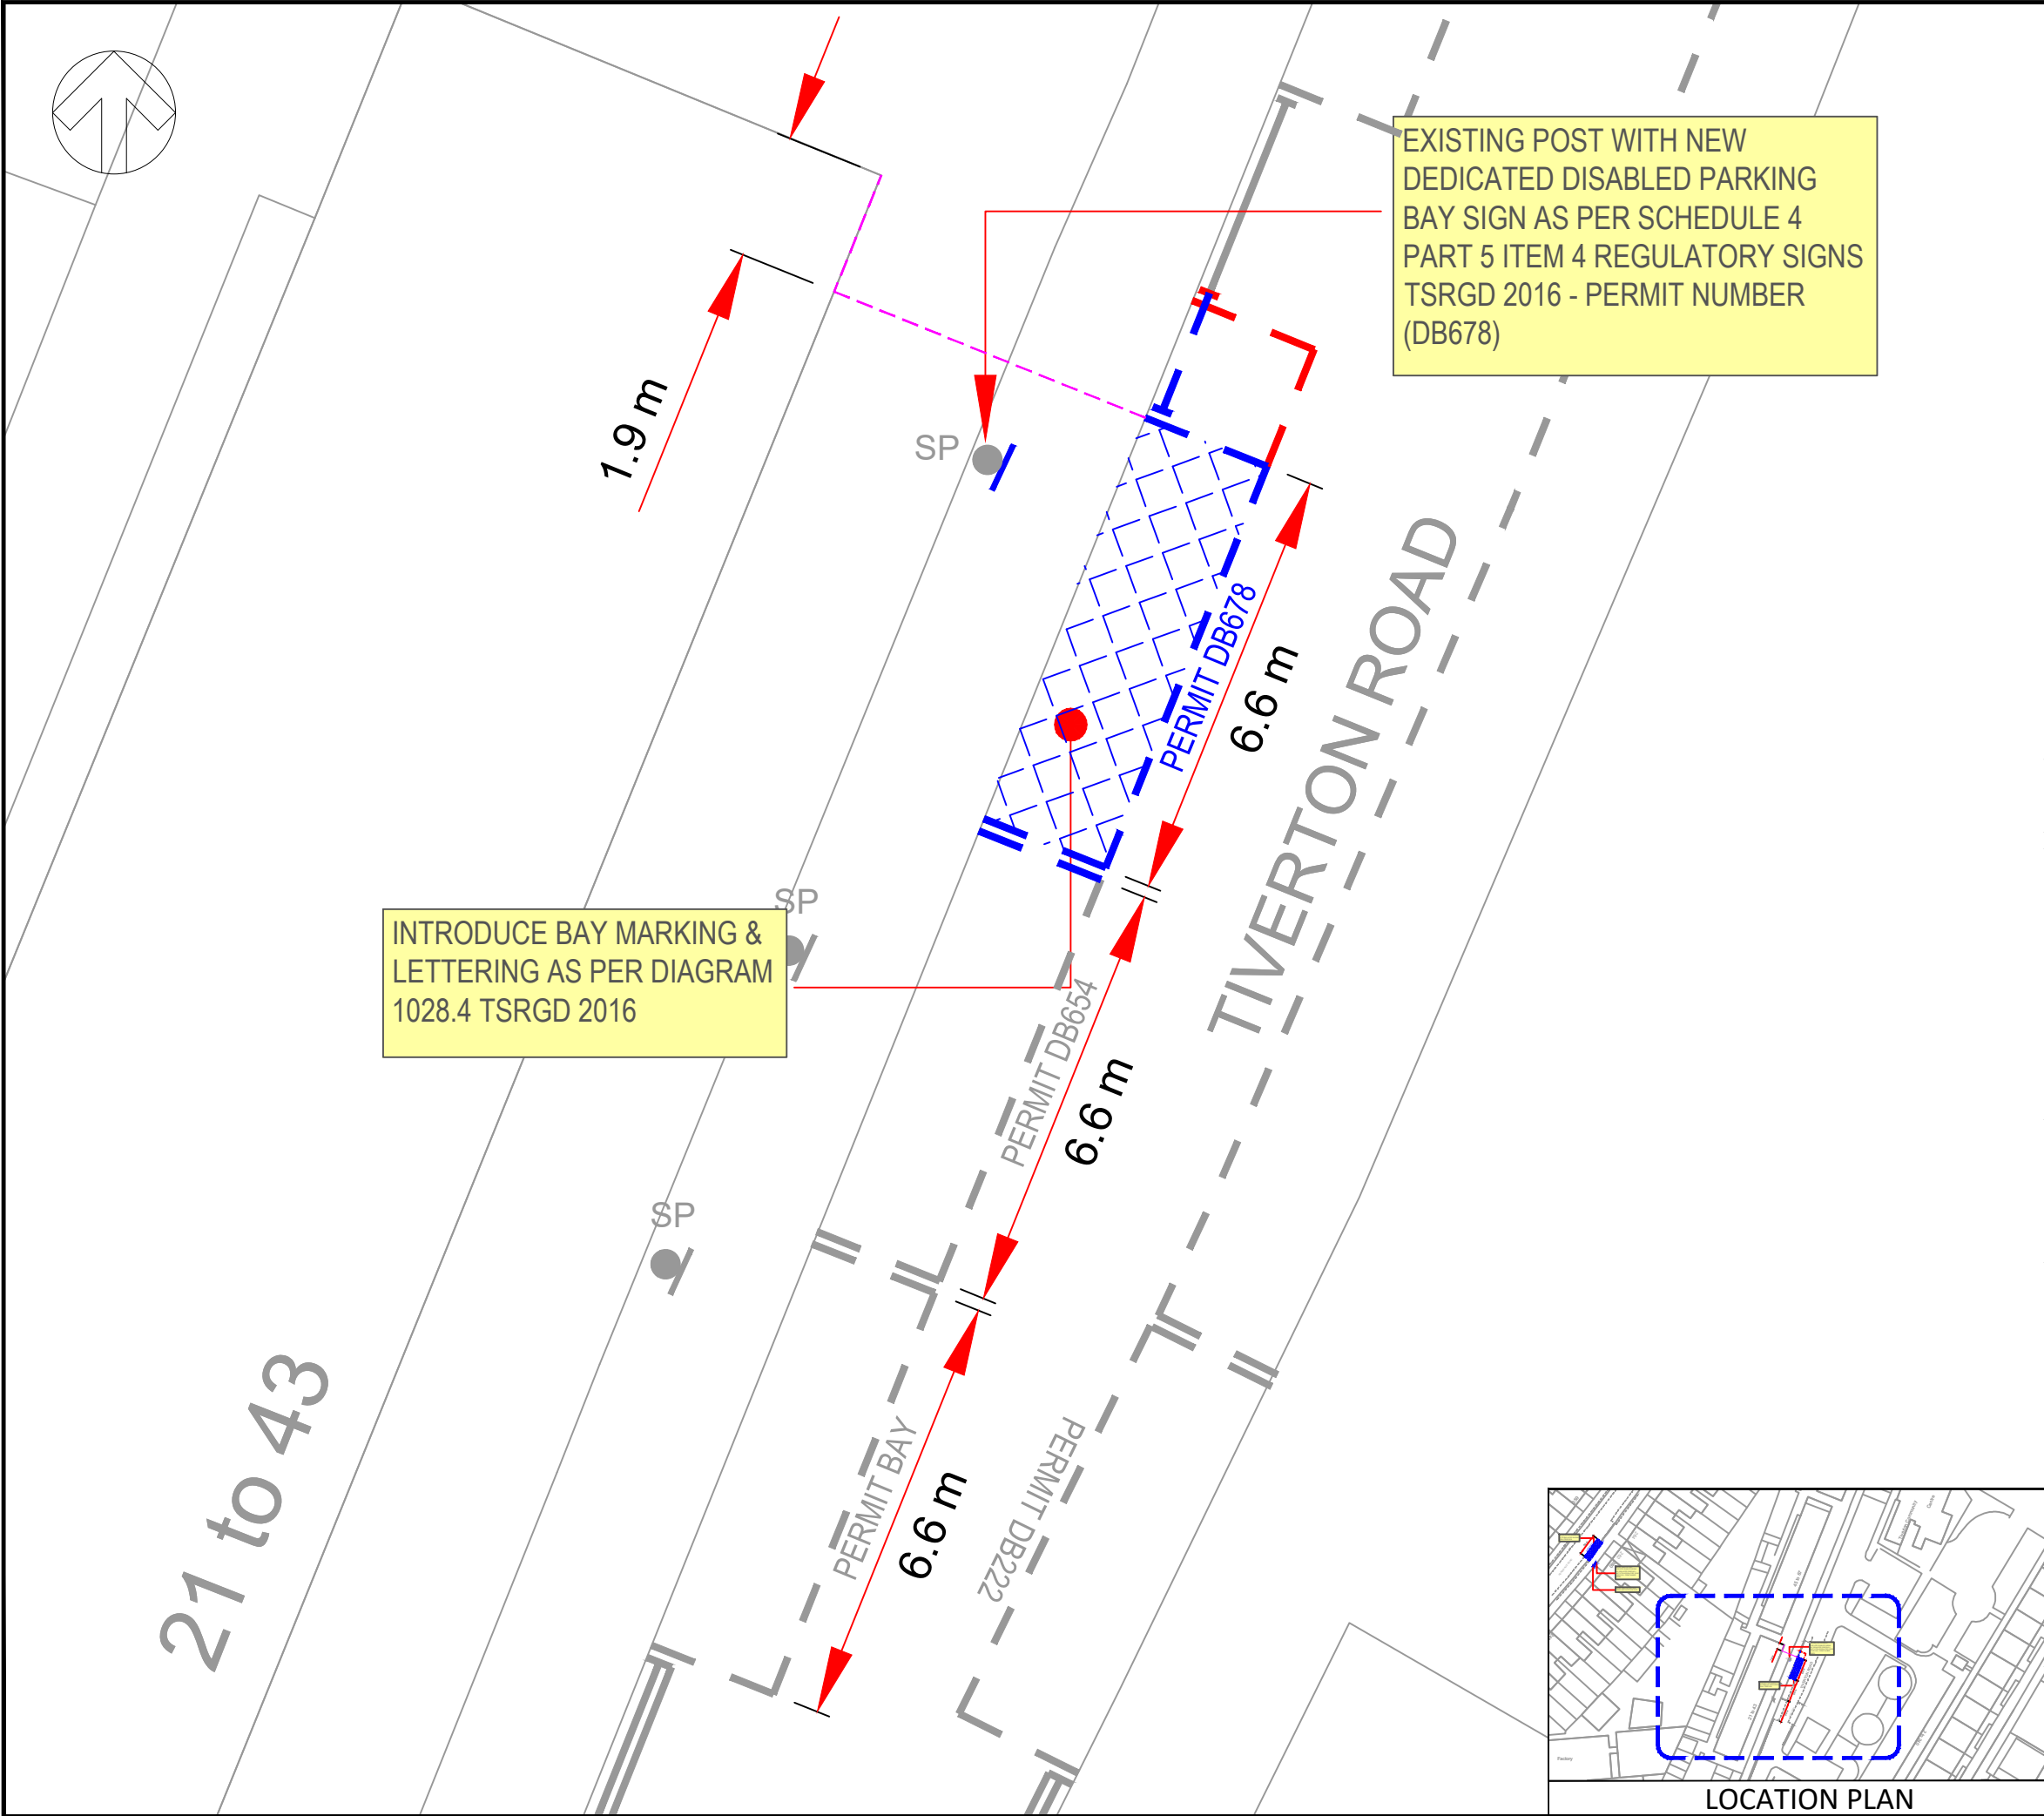 EXISTING POST WITH NEW
DEDICATED DISABLED PARKING
BAY SIGN AS PER SCHEDULE 4
PART 5 ITEM 4 REGULATORY SIGNS
TSRGD 2016 - PERMIT NUMBER
(DB678)
1.9 m
SP
PERMIT DB678
6.6 m
TIVERTON ROAD
SP
INTRODUCE BAY MARKING &
LETTERING AS PER DIAGRAM
1028.4 TSRGD 2016
PERMIT DB654
6.6 m
SP
21 to 43
PERMIT BAY
6.6 m
PERMIT DB222
Factory
LOCATION PLAN